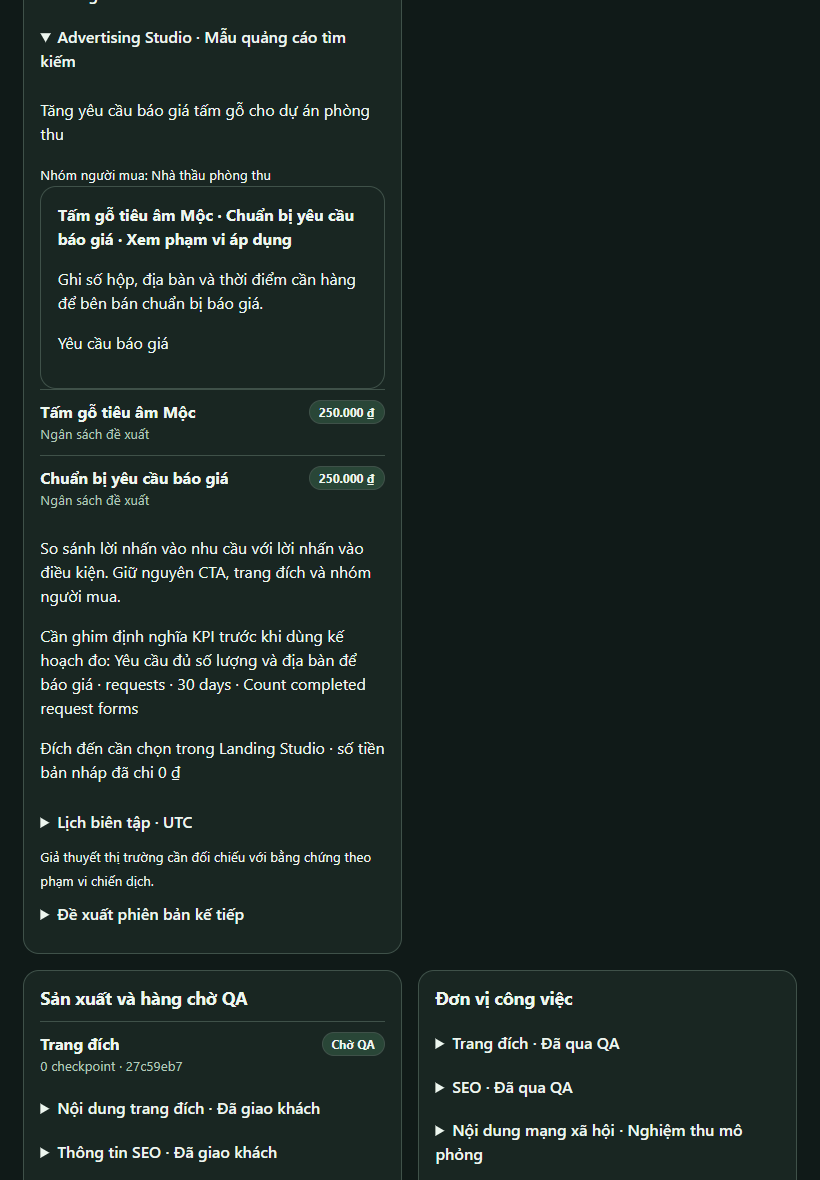 Advertising Studio · Mẫu quảng cáo tìm
kiếm
Tăng yêu cầu báo giá tấm gỗ cho dự án phòng
thu
Nhóm người mua: Nhà thầu phòng thu
Tấm gỗ tiêu âm Mộc · Chuẩn bị yêu cầu
báo giá · Xem phạm vi áp dụng
Ghi số hộp, địa bàn và thời điểm cần hàng
để bên bán chuẩn bị báo giá.
Yêu cầu báo giá
Tấm gỗ tiêu âm Mộc
250.000 ₫
Ngân sách đề xuất
Chuẩn bị yêu cầu báo giá
250.000 ₫
Ngân sách đề xuất
So sánh lời nhấn vào nhu cầu với lời nhấn vào
điều kiện. Giữ nguyên CTA, trang đích và nhóm
người mua.
Cần ghim định nghĩa KPI trước khi dùng kế
hoạch đo: Yêu cầu đủ số lượng và địa bàn để
báo giá · requests · 30 days · Count completed
request forms
Đích đến cần chọn trong Landing Studio · số tiền
bản nháp đã chi 0 ₫
Lịch biên tập · UTC
Giả thuyết thị trường cần đối chiếu với bằng chứng theo
phạm vi chiến dịch.
Đề xuất phiên bản kế tiếp
Sản xuất và hàng chờ QA
Trang đích
Chờ QA
0 checkpoint · 27c59eb7
Nội dung trang đích · Đã giao khách
Thông tin SEO · Đã giao khách
Đơn vị công việc
Trang đích · Đã qua QA
SEO · Đã qua QA
Nội dung mạng xã hội · Nghiệm thu mô
phỏng